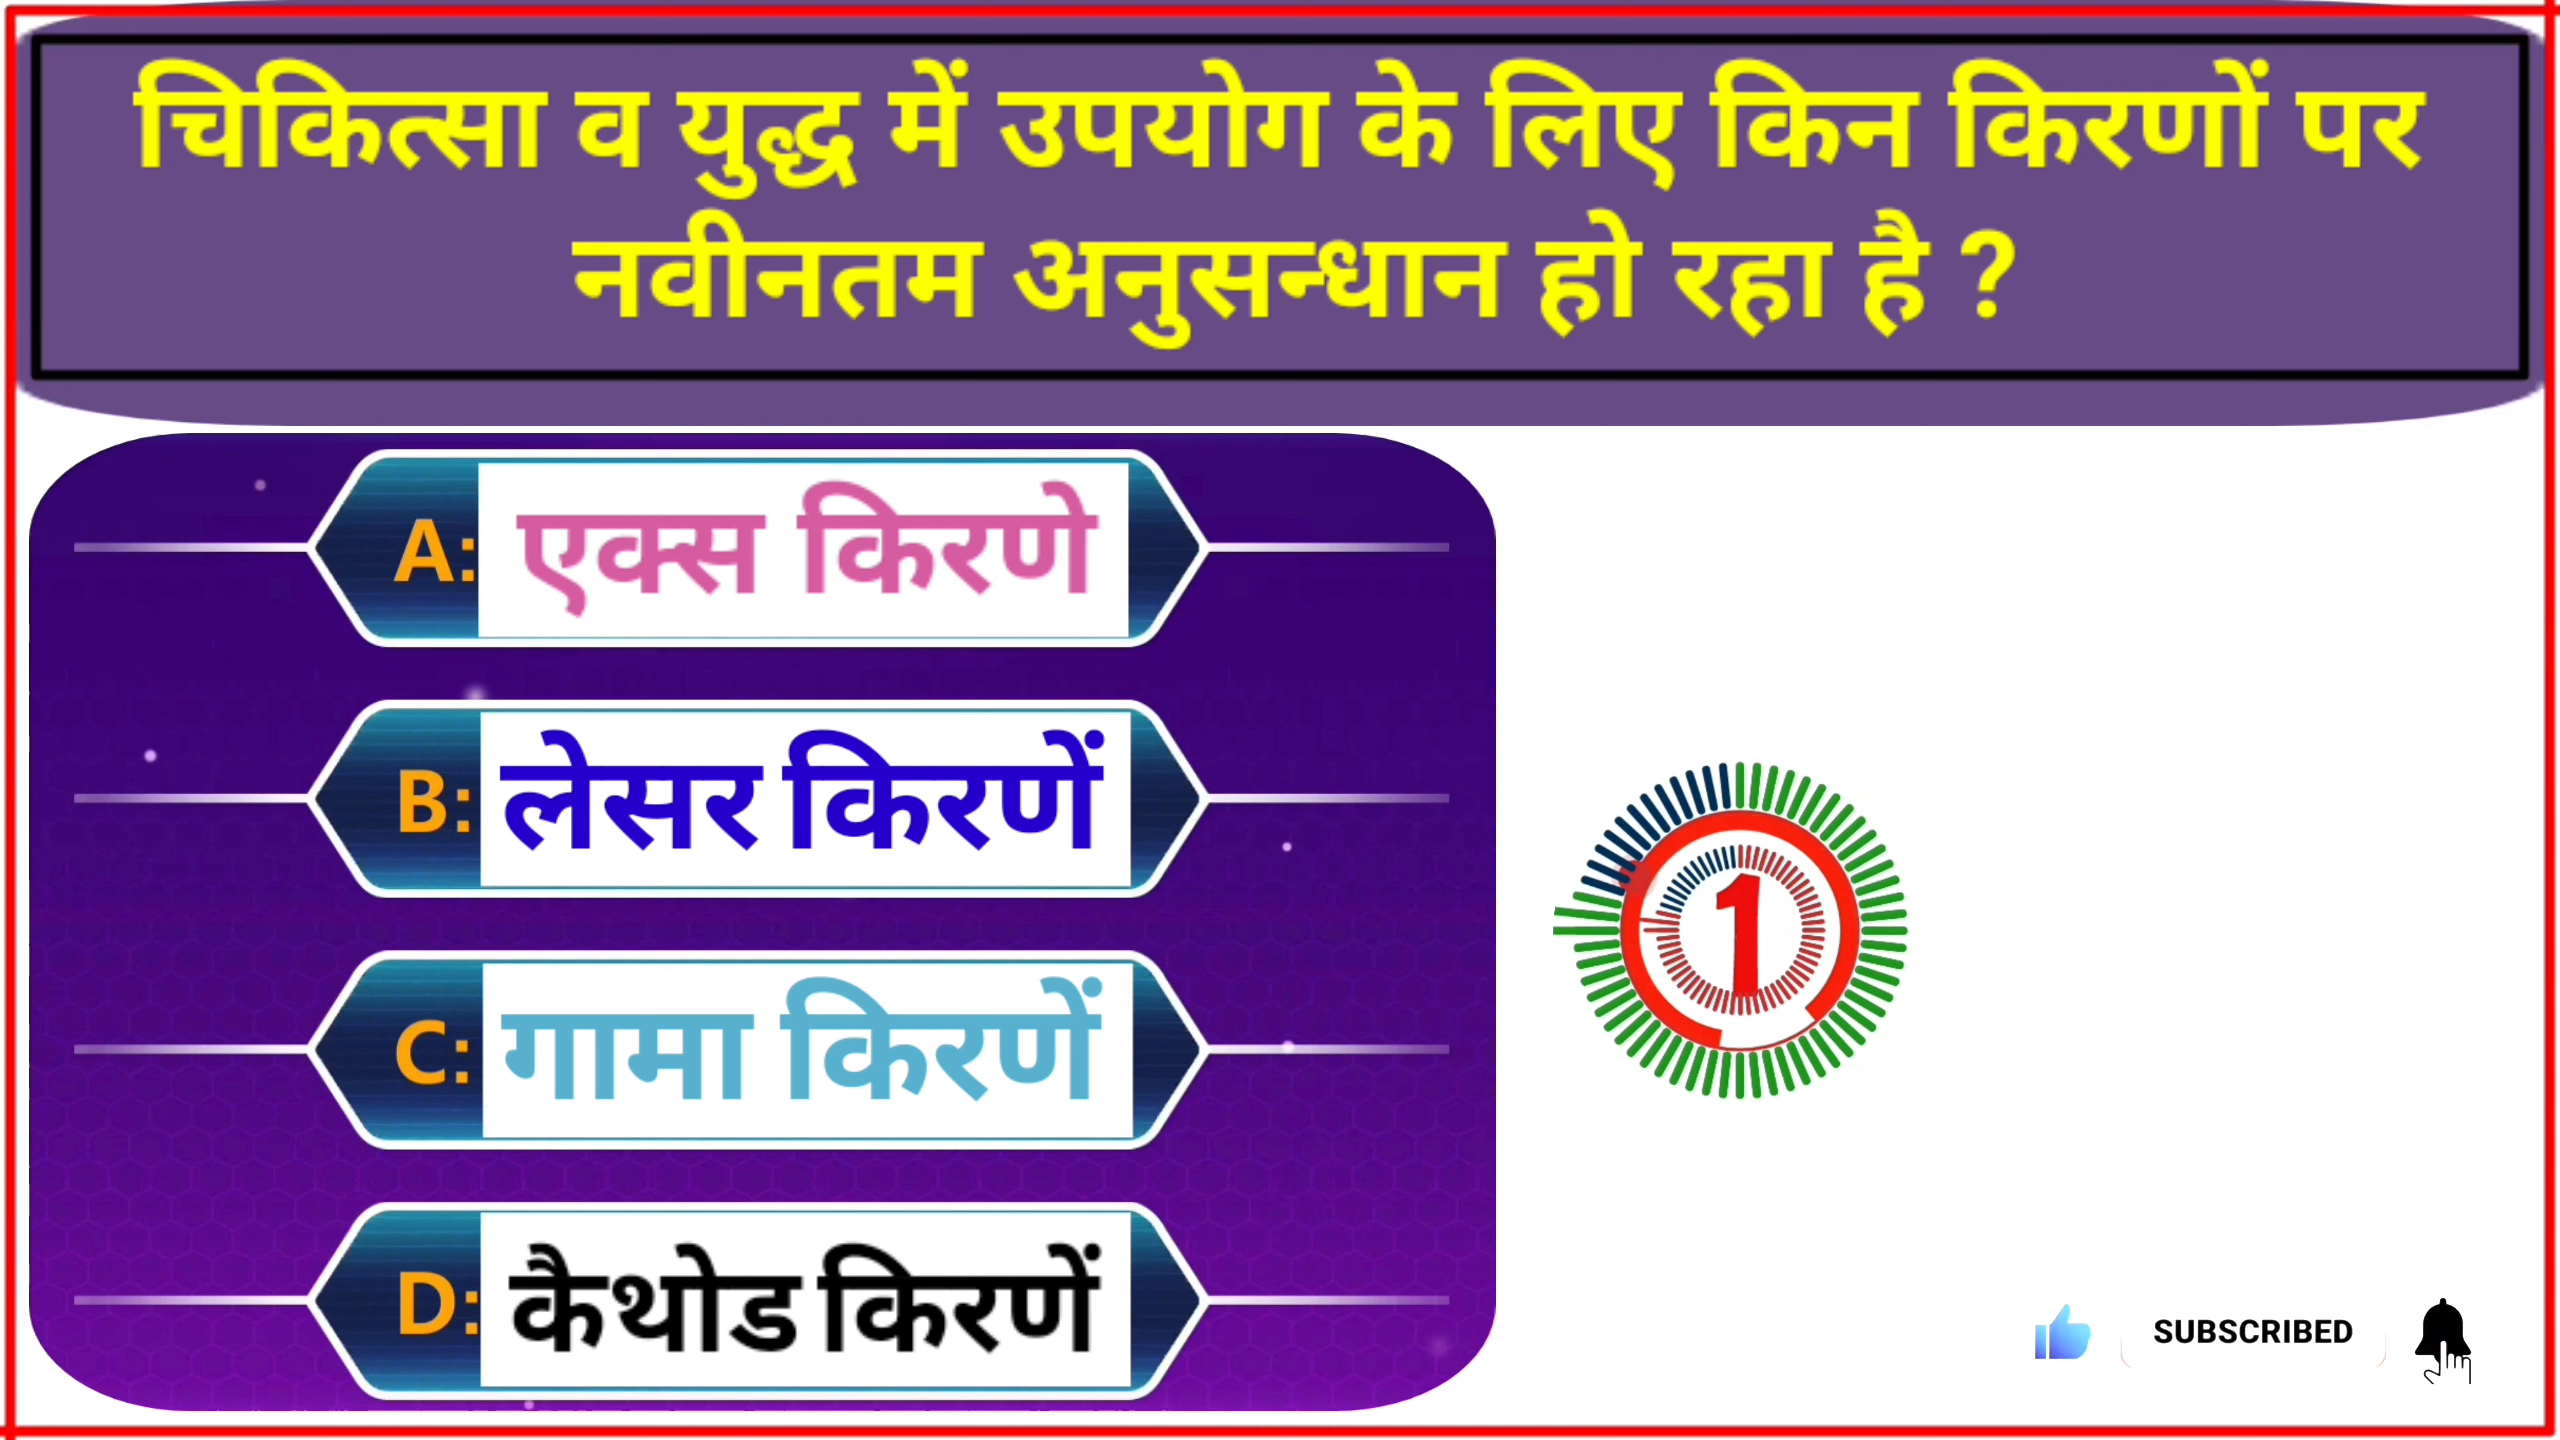 चिकित्सा व युद्ध में उपयोग के लिए किन किरणों पर
नवीनतम अनुसन्धान हो रहा है ?
A: एक्स किरणे
B: लेसर किरणें
C: गामा किरणें
D: कैथोड किरणें
1
SUBSCRIBED